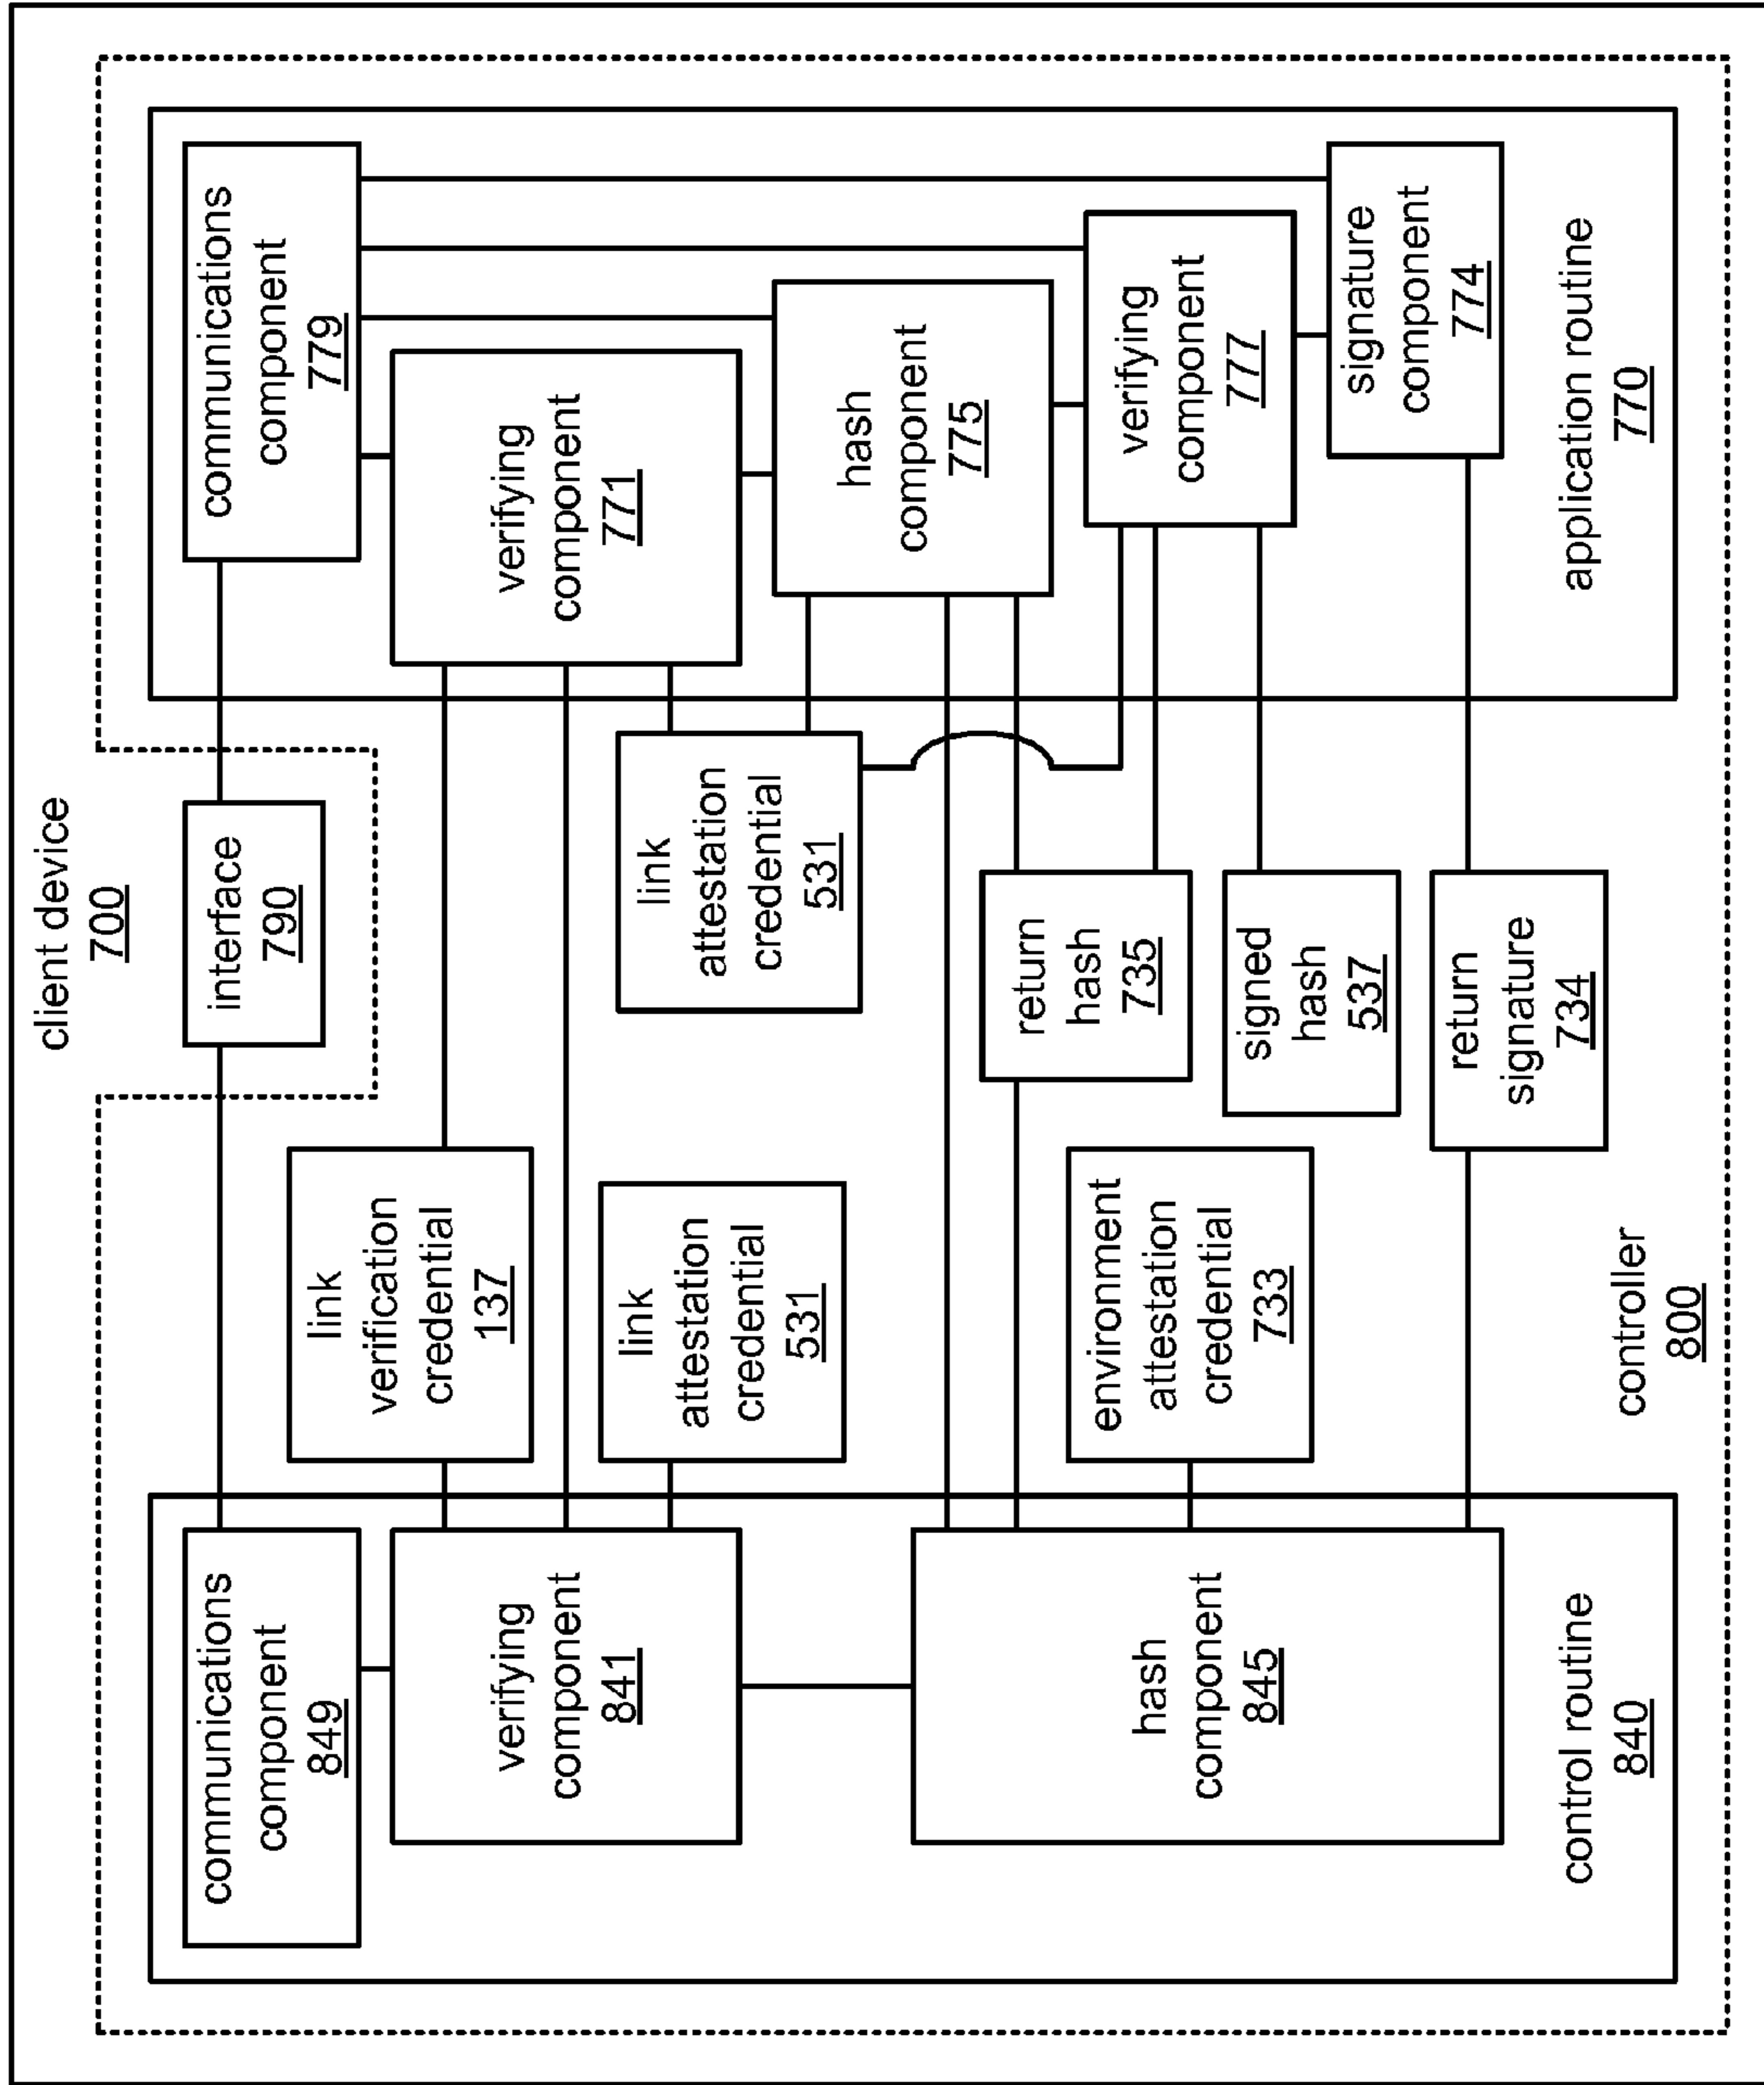 client device
700
communications
component
849
interface
790
communications
component
779
verifying
component
841
link
verification
credential
137
verifying
component
771
link
attestation
credential
531
link
attestation
credential
531
hash
component
775
hash
component
845
environment
attestation
credential
733
return
hash
735
verifying
component
777
signed
hash
537
return
signature
734
signature
component
774
control routine
840
controller
800
application routine
770